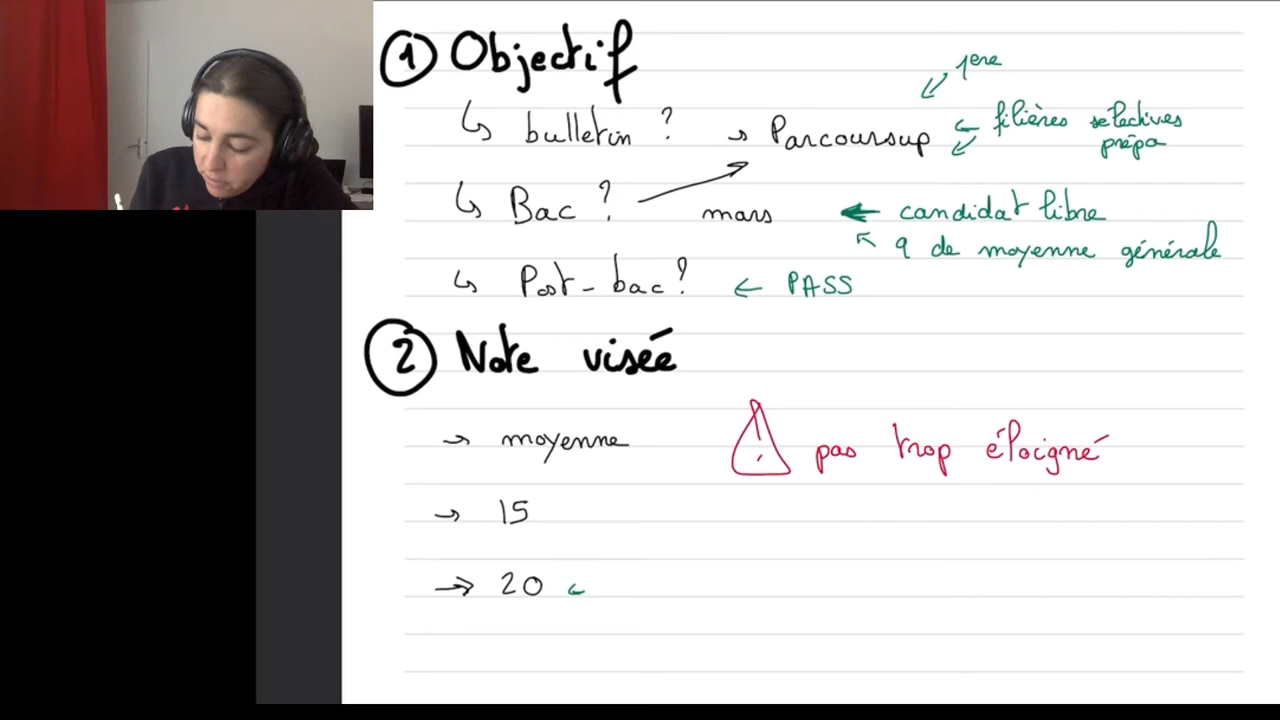 ① Objectif
↳ bulletin ? → Parcoursup
1ere
filières sélectives
prépa
↳ Bac ? mars ← candidat libre
↖ 9 de moyenne générale
↳ Post-bac ? ← PASS
② Note visée
→ moyenne ! pas trop éloigné
→ 15
→ 20 ←